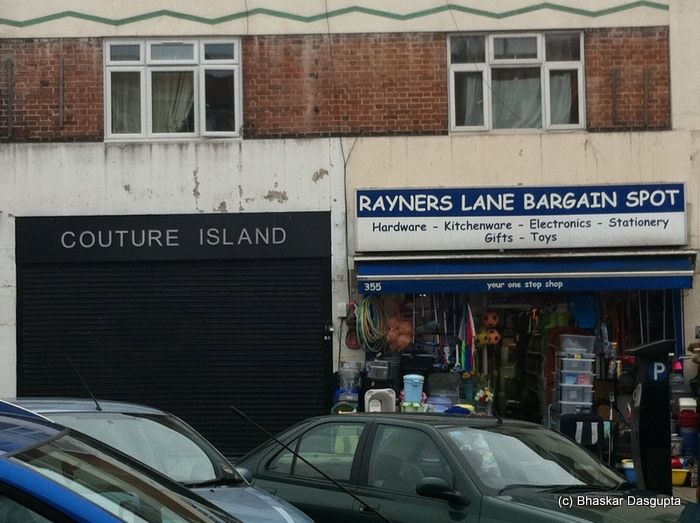 COUTURE ISLAND
RAYNERS LANE BARGAIN SPOT
Hardware - Kitchenware - Electronics - Stationery
Gifts - Toys
355 your one stop shop
P
(c) Bhaskar Dasgupta